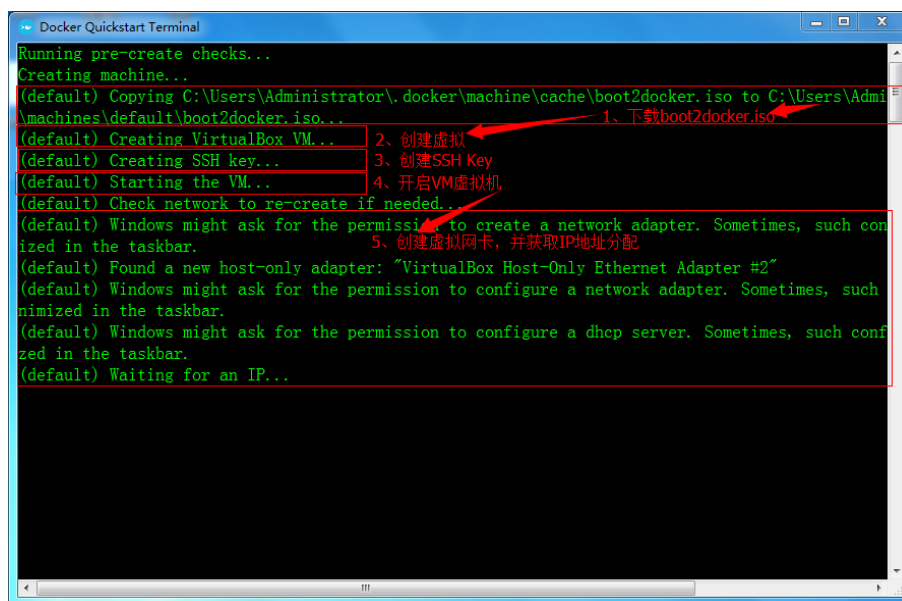 Docker Quickstart Terminal
Running pre-create checks...
Creating machine...
(default) Copying C:\Users\Administrator\.docker\machine\cache\boot2docker.iso to C:\Users\Admi
\machines\default\boot2docker.iso...
1、下载boot2docker.iso
(default) Creating VirtualBox VM...
2、创建虚拟
(default) Creating SSH key...
3、创建SSH Key
(default) Starting the VM...
4、开启VM虚拟机
(default) Check network to re-create if needed...
(default) Windows might ask for the permission to create a network adapter. Sometimes, such con
ized in the taskbar.
5、创建虚拟网卡，并获取IP地址分配
(default) Found a new host-only adapter: "VirtualBox Host-Only Ethernet Adapter #2"
(default) Windows might ask for the permission to configure a network adapter. Sometimes, such
nimized in the taskbar.
(default) Windows might ask for the permission to configure a dhcp server. Sometimes, such conf
zed in the taskbar.
(default) Waiting for an IP...